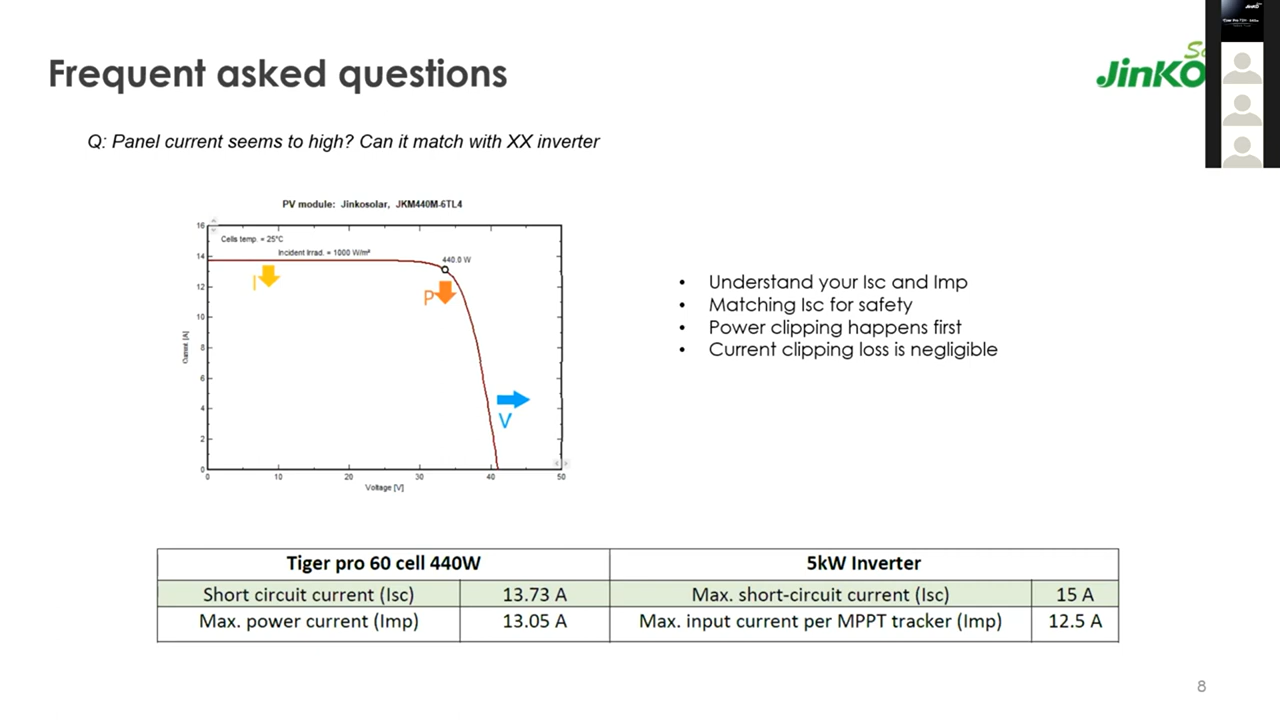 Frequent asked questions
JinKO
Q: Panel current seems to high? Can it match with XX inverter
PV module: Jinkosolar, JKM440M-6TL4
Cells temp. = 25°C
Incident Irrad. = 1000 W/m²
440.0 W
I
P
V
16
14
12
10
8
6
4
2
0
Current [A]
0 10 20 30 40 50
Voltage [V]
• Understand your Isc and Imp
• Matching Isc for safety
• Power clipping happens first
• Current clipping loss is negligible
Tiger pro 60 cell 440W 5kW Inverter
Short circuit current (Isc) 13.73 A Max. short-circuit current (Isc) 15 A
Max. power current (Imp) 13.05 A Max. input current per MPPT tracker (Imp) 12.5 A
8